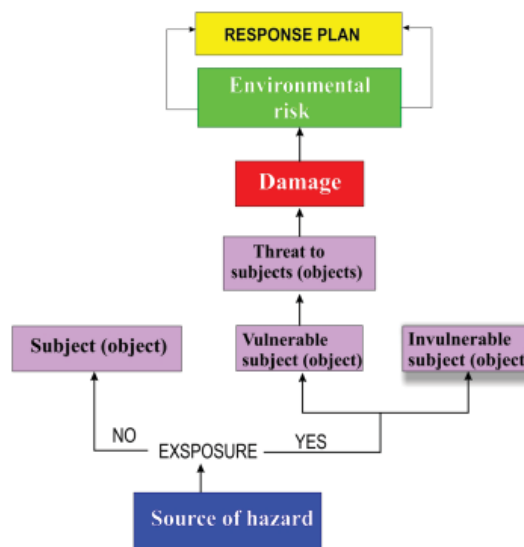 RESPONSE PLAN
Environmental
risk
Damage
Threat to
subjects (objects)
Subject (object)
Vulnerable
subject (object)
Invulnerable
subject (object
NO
EXSPOSURE
YES
Source of hazard